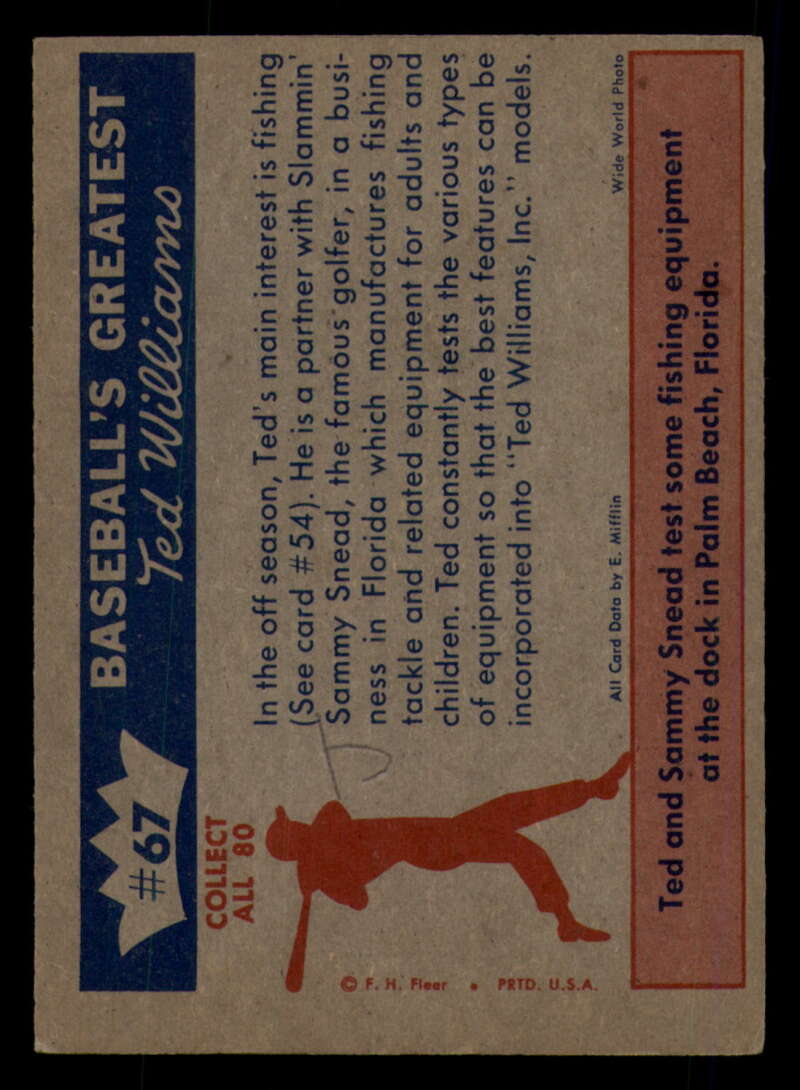 #67
BASEBALL'S GREATEST
Ted Williams
COLLECT
ALL 80
In the off season, Ted's main interest is fishing
(See card #54). He is a partner with Slammin'
Sammy Snead, the famous golfer, in a busi-
ness in Florida which manufactures fishing
tackle and related equipment for adults and
children. Ted constantly tests the various types
of equipment so that the best features can be
incorporated into "Ted Williams, Inc." models.
J
© F. H. Fleer • PRTD. U.S.A.
All Card Data by E. Mifflin
Wide World Photo
Ted and Sammy Snead test some fishing equipment
at the dock in Palm Beach, Florida.